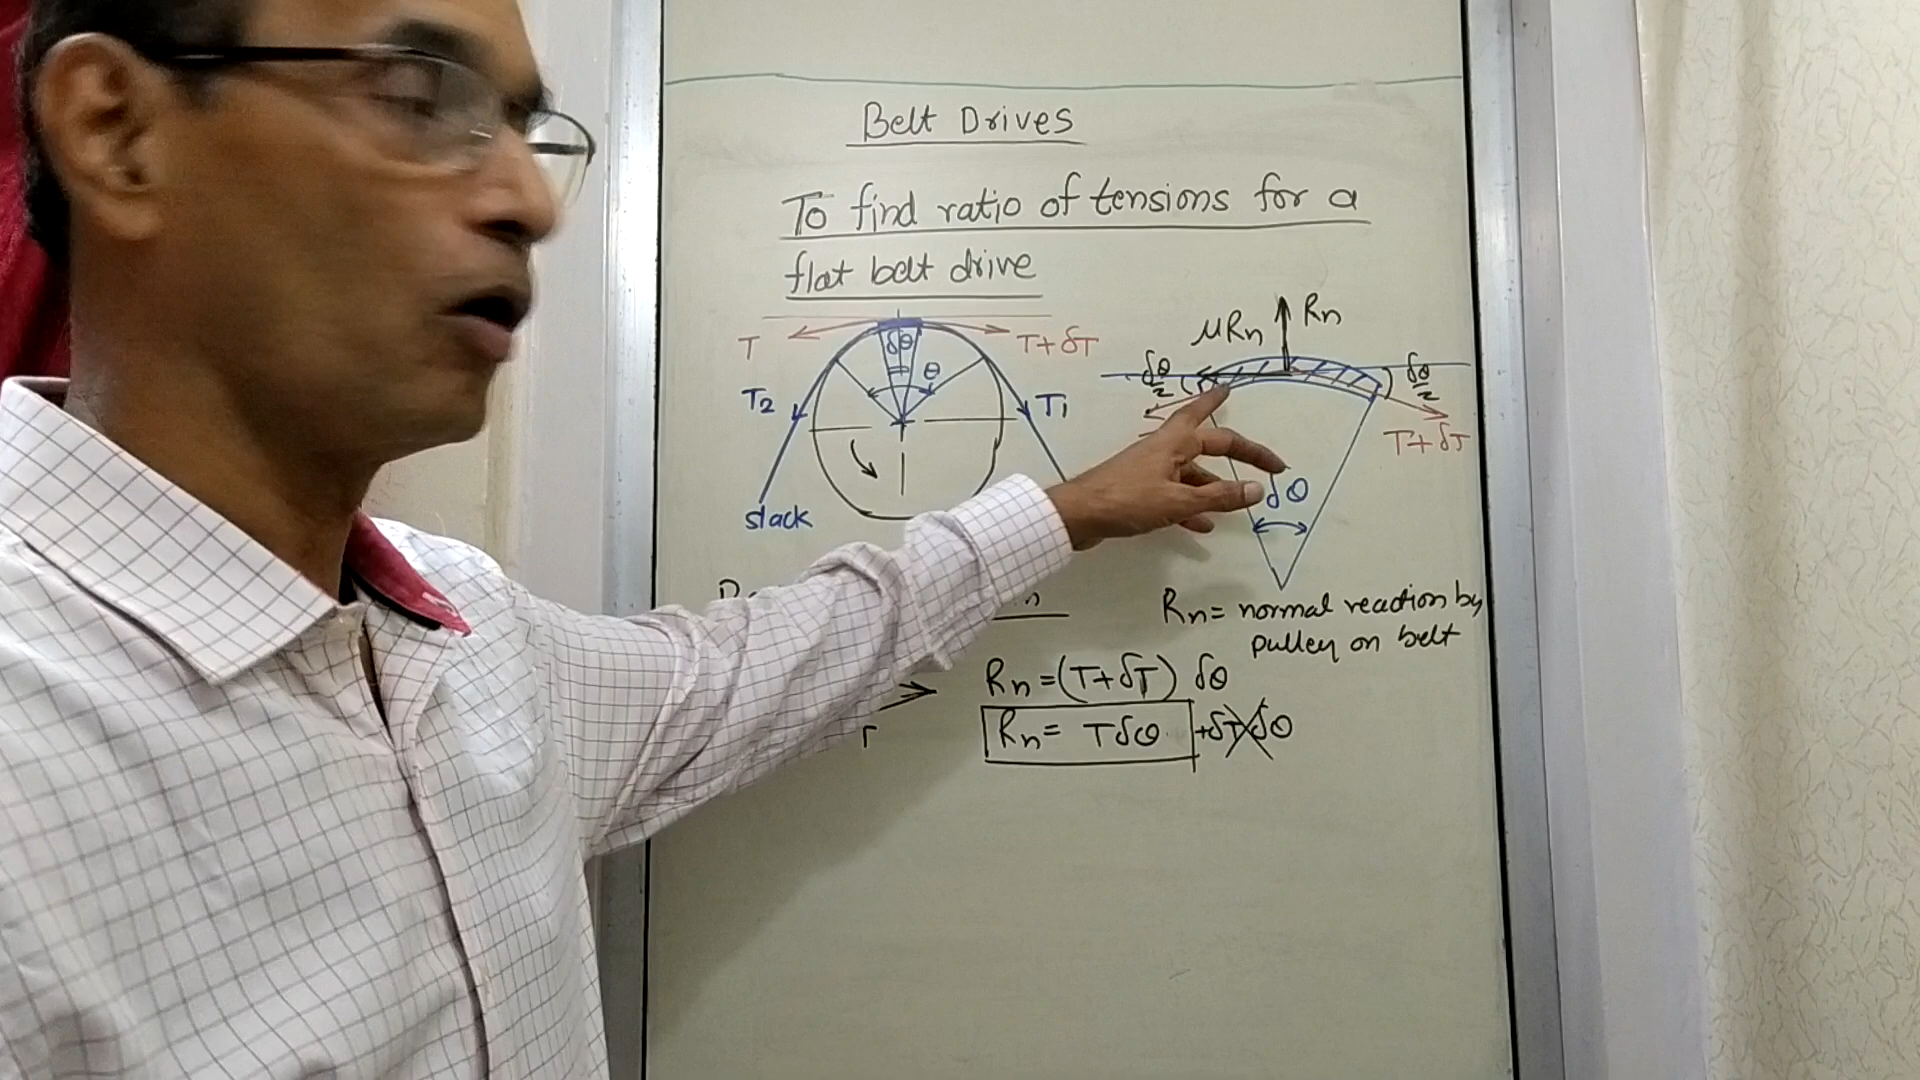 Belt Drives
To find ratio of tensions for a
flat belt drive
T
T+δT
δθ
θ
T2
T1
slack
μRn
Rn
δθ/2
δθ/2
T+δT
δθ
Rn = normal reaction by
pulley on belt
Rn = (T+δT) δθ
Rn = Tδθ +δT δθ